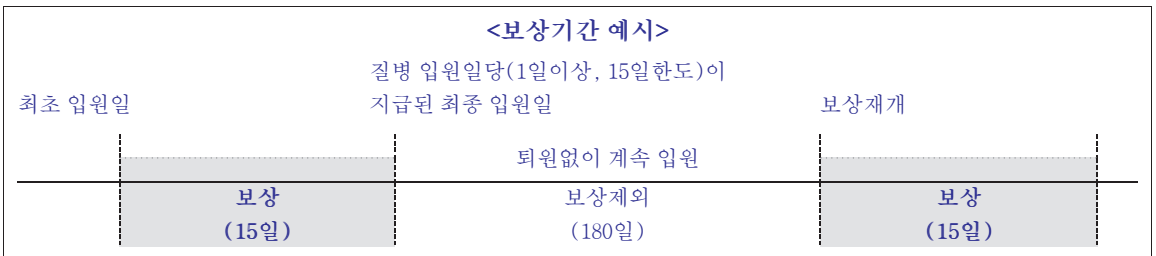 <보상기간 예시>
질병 입원일당(1일이상, 15일한도)이
최초 입원일 지급된 최종 입원일 보상재개
퇴원없이 계속 입원
보상 보상제외 보상
(15일) (180일) (15일)